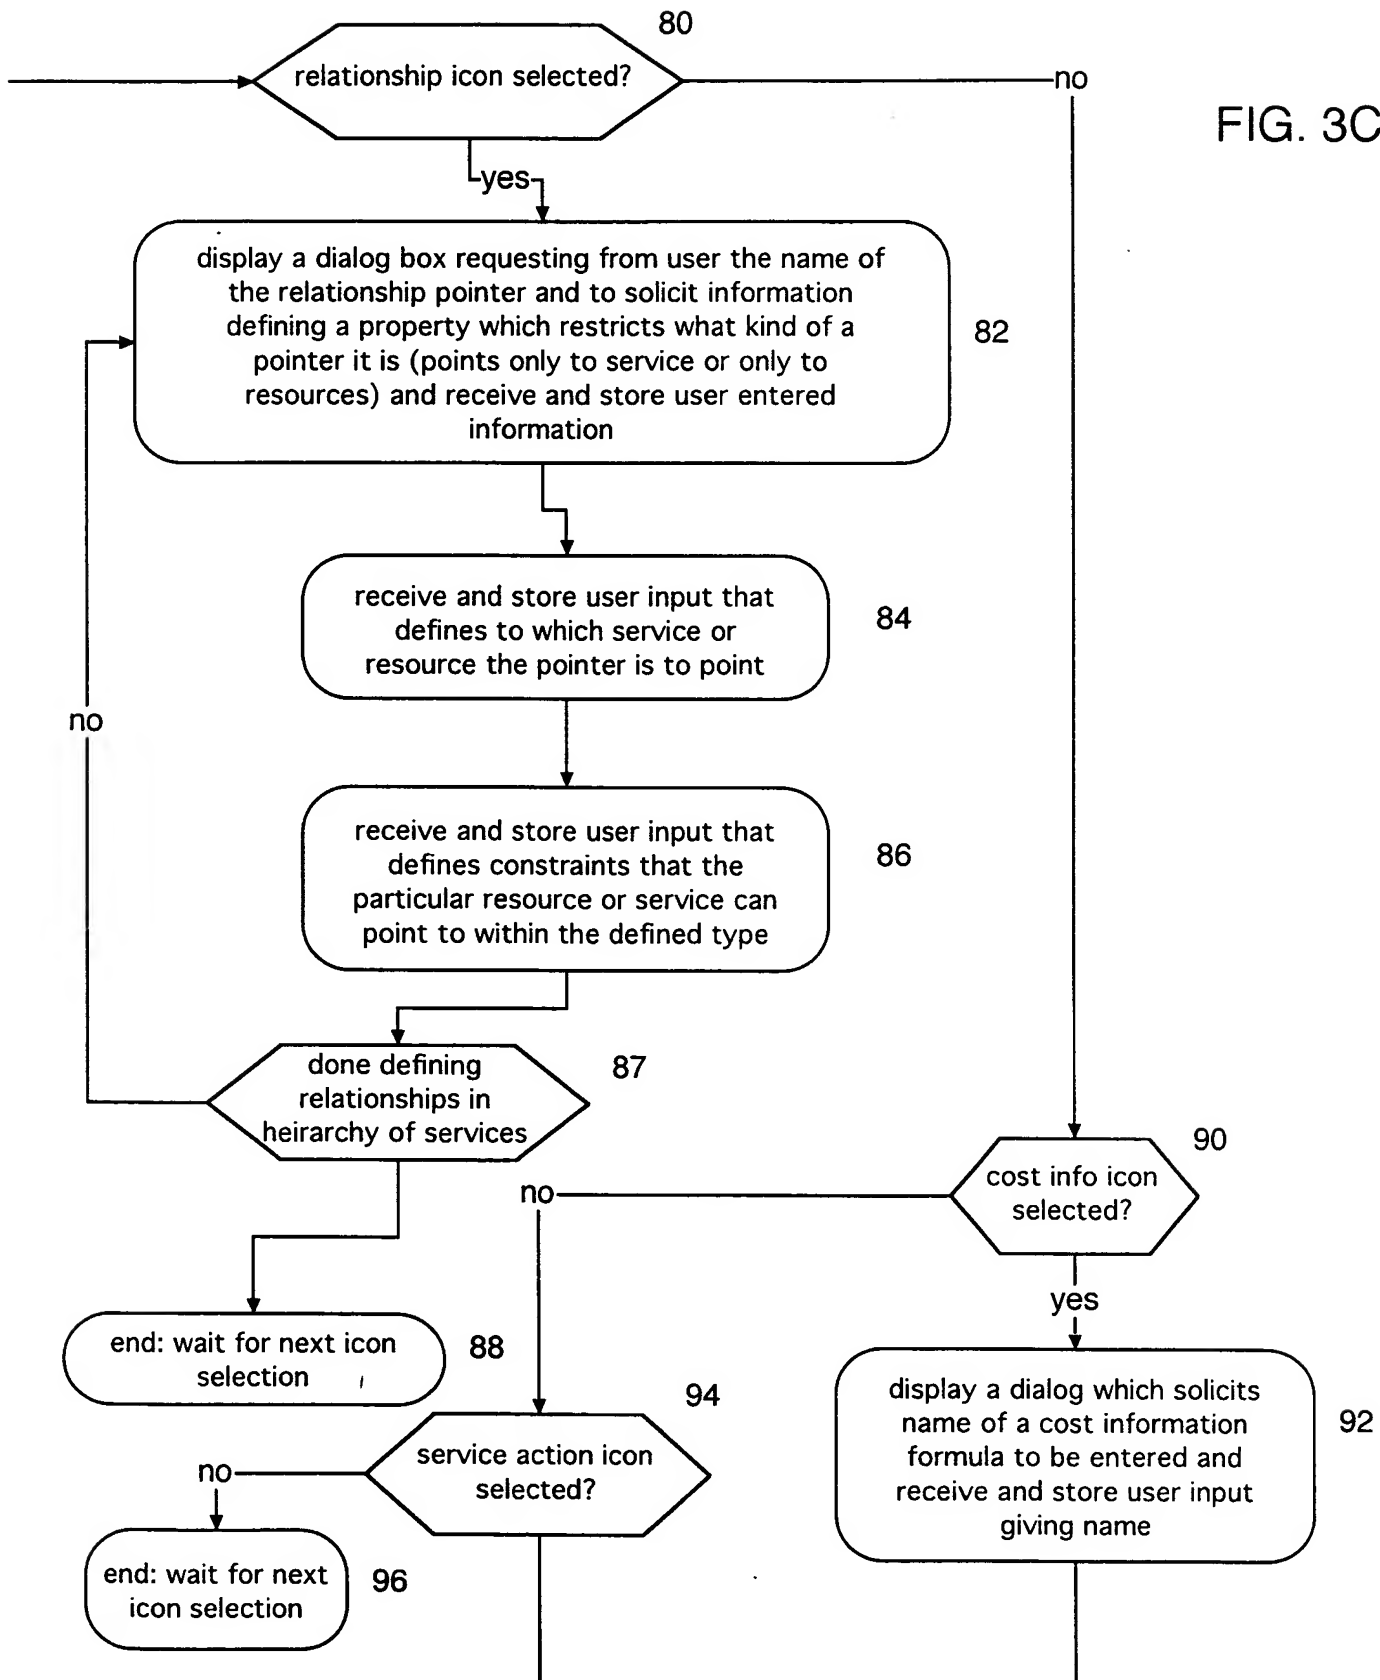 80
relationship icon selected?
no
FIG. 3C
yes
display a dialog box requesting from user the name of
the relationship pointer and to solicit information
defining a property which restricts what kind of a
pointer it is (points only to service or only to
resources) and receive and store user entered
information
82
receive and store user input that
defines to which service or
resource the pointer is to point
84
no
receive and store user input that
defines constraints that the
particular resource or service can
point to within the defined type
86
done defining
relationships in
heirarchy of services
87
90
cost info icon
selected?
no
yes
end: wait for next icon
selection
88
94
service action icon
selected?
no
display a dialog which solicits
name of a cost information
formula to be entered and
receive and store user input
giving name
92
end: wait for next
icon selection
96